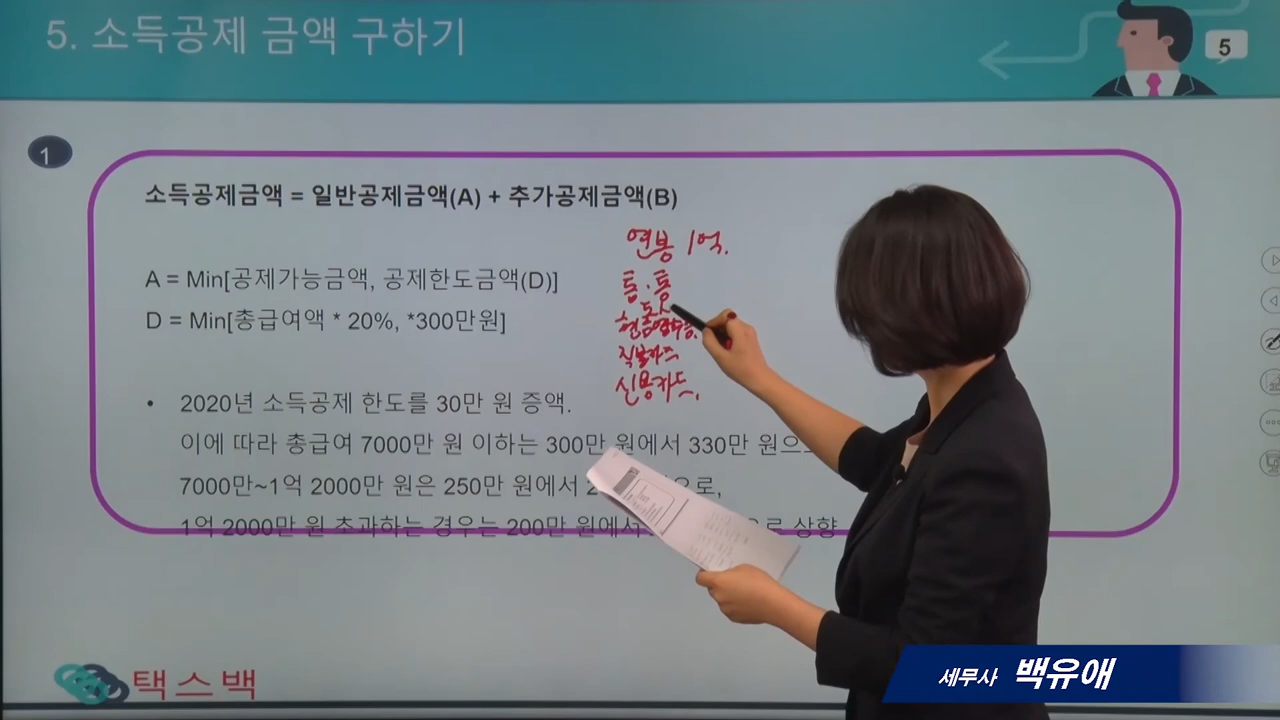 5. 소득공제 금액 구하기
5
1
소득공제금액 = 일반공제금액(A) + 추가공제금액(B)
연봉 1억.
A = Min[공제가능금액, 공제한도금액(D)]
D = Min[총급여액 * 20%, *300만원]
직불카드
신용카드.
• 2020년 소득공제 한도를 30만 원 증액.
이에 따라 총급여 7000만 원 이하는 300만 원에서 330만 원으
7000만~1억 2000만 원은 250만 원에서 2 로,
1억 2000만 원 초과하는 경우는 200만 원에서 으로 상향
택스백
세무사 백유애